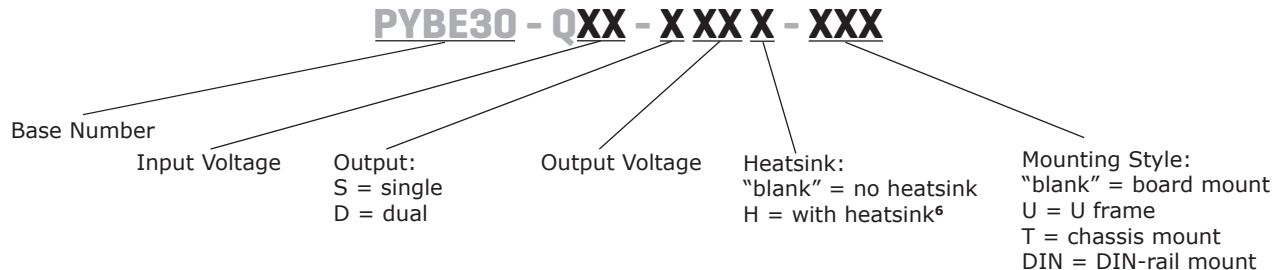 PYBE30 - QXX - X XX X - XXX
Base Number
Input Voltage
Output:
S = single
D = dual
Output Voltage
Heatsink:
"blank" = no heatsink
H = with heatsink⁶
Mounting Style:
"blank" = board mount
U = U frame
T = chassis mount
DIN = DIN-rail mount